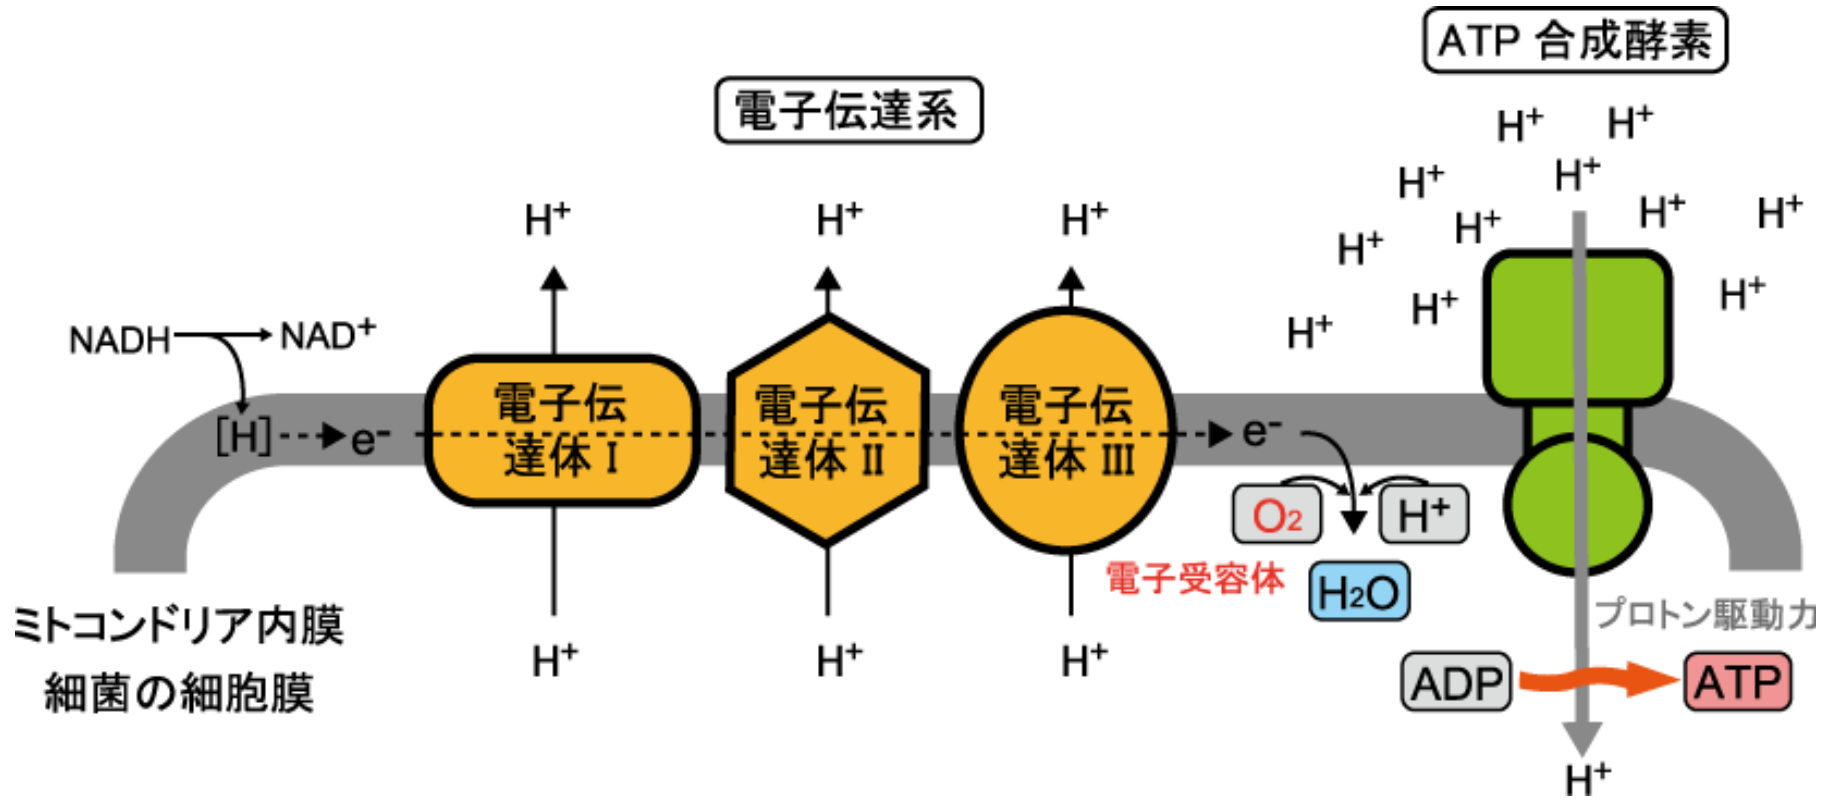 ATP 合成酵素
電子伝達系
H⁺ H⁺
H⁺ H⁺
H⁺ H⁺ H⁺ H⁺ H⁺ H⁺
H⁺
H⁺ H⁺
H⁺
NADH NAD⁺
[H] e⁻
電子伝
達体 I
電子伝
達体 II
電子伝
達体 III
e⁻
O₂ H⁺
電子受容体
H₂O
ミトコンドリア内膜
細菌の細胞膜
H⁺ H⁺ H⁺
プロトン駆動力
ADP ATP
H⁺